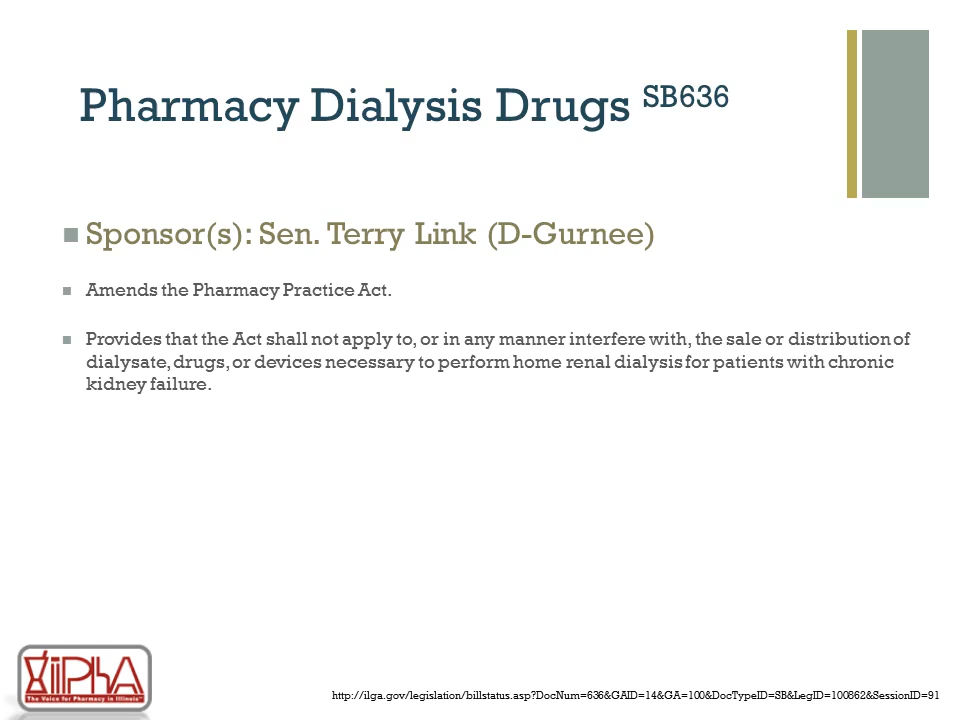 Pharmacy Dialysis Drugs SB636
Sponsor(s): Sen. Terry Link (D-Gurnee)
Amends the Pharmacy Practice Act.
Provides that the Act shall not apply to, or in any manner interfere with, the sale or distribution of
dialysate, drugs, or devices necessary to perform home renal dialysis for patients with chronic
kidney failure.
IPhA
The Voice for Pharmacy in Illinois™
http://ilga.gov/legislation/billstatus.asp?DocNum=636&GAID=14&GA=100&DocTypeID=SB&LegID=100862&SessionID=91